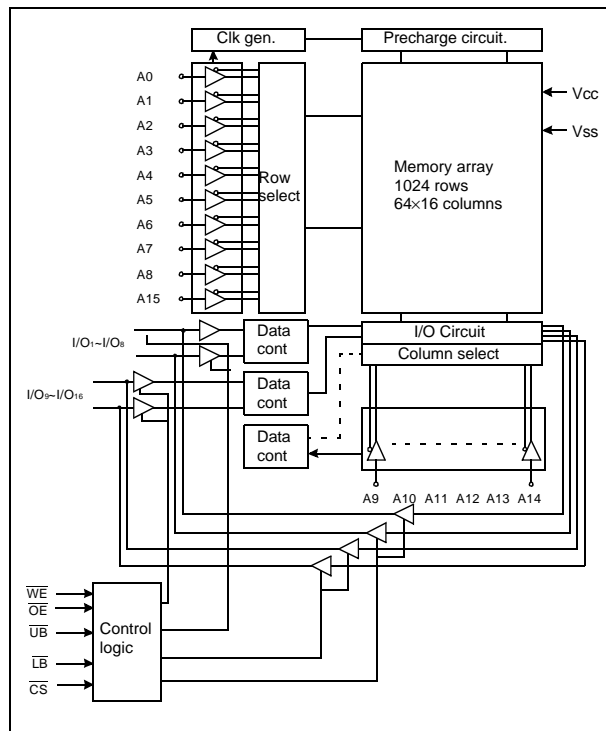 Clk gen.
Precharge circuit.
A0
A1
A2
A3
A4
A5
A6
A7
A8
A15
Row
select
Memory array
1024 rows
64×16 columns
Vcc
Vss
I/O1~I/O8
I/O9~I/O16
Data
cont
Data
cont
Data
cont
I/O Circuit
Column select
A9 A10 A11 A12 A13 A14
WE
OE
UB
LB
CS
Control
logic